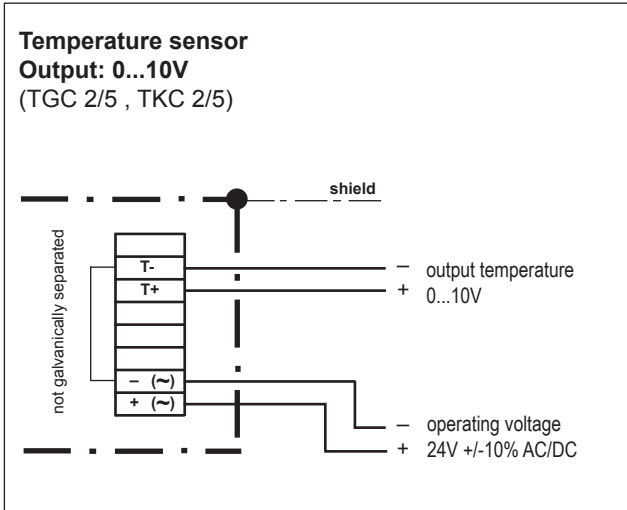 Temperature sensor
Output: 0...10V
(TGC 2/5 , TKC 2/5)
shield
not galvanically separated
T-
T+
– (~)
+ (~)
– output temperature
+ 0...10V
– operating voltage
+ 24V +/-10% AC/DC